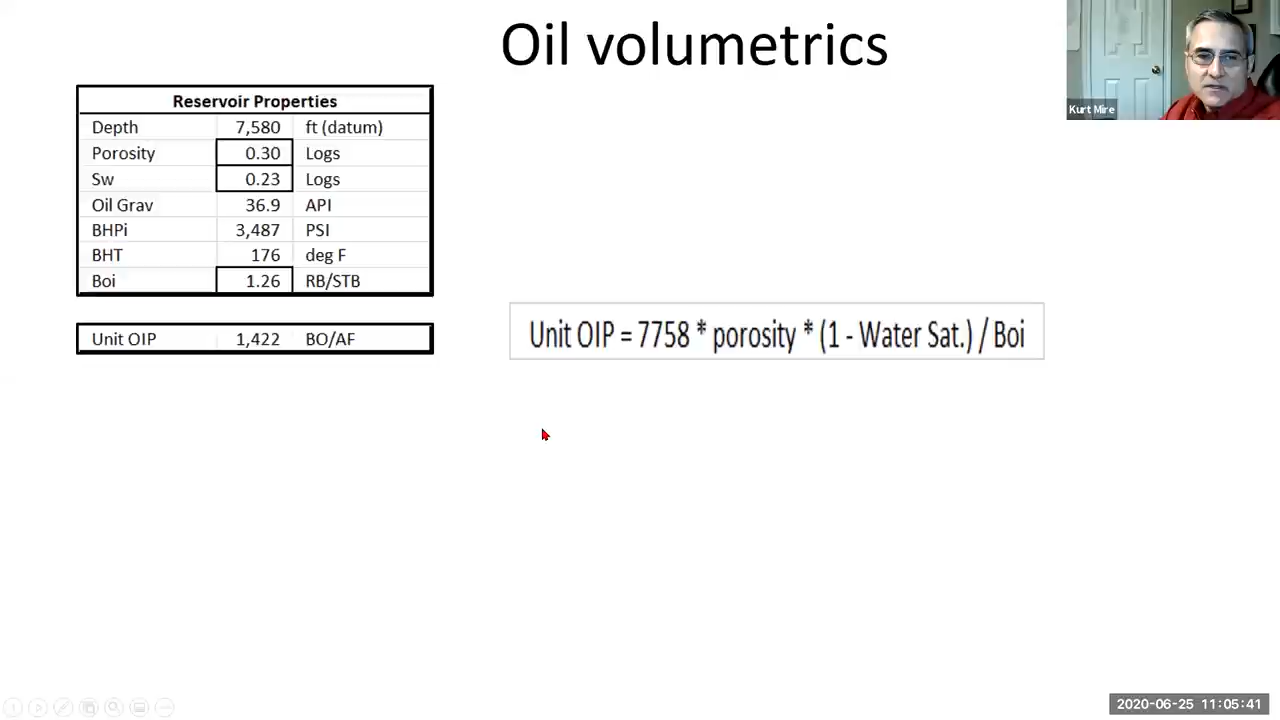 Oil volumetrics
Kurt Mire
Reservoir Properties
Depth 7,580 ft (datum)
Porosity 0.30 Logs
Sw 0.23 Logs
Oil Grav 36.9 API
BHPi 3,487 PSI
BHT 176 deg F
Boi 1.26 RB/STB
Unit OIP 1,422 BO/AF
Unit OIP = 7758 * porosity * (1 - Water Sat.) / Boi
2020-06-25 11:05:41